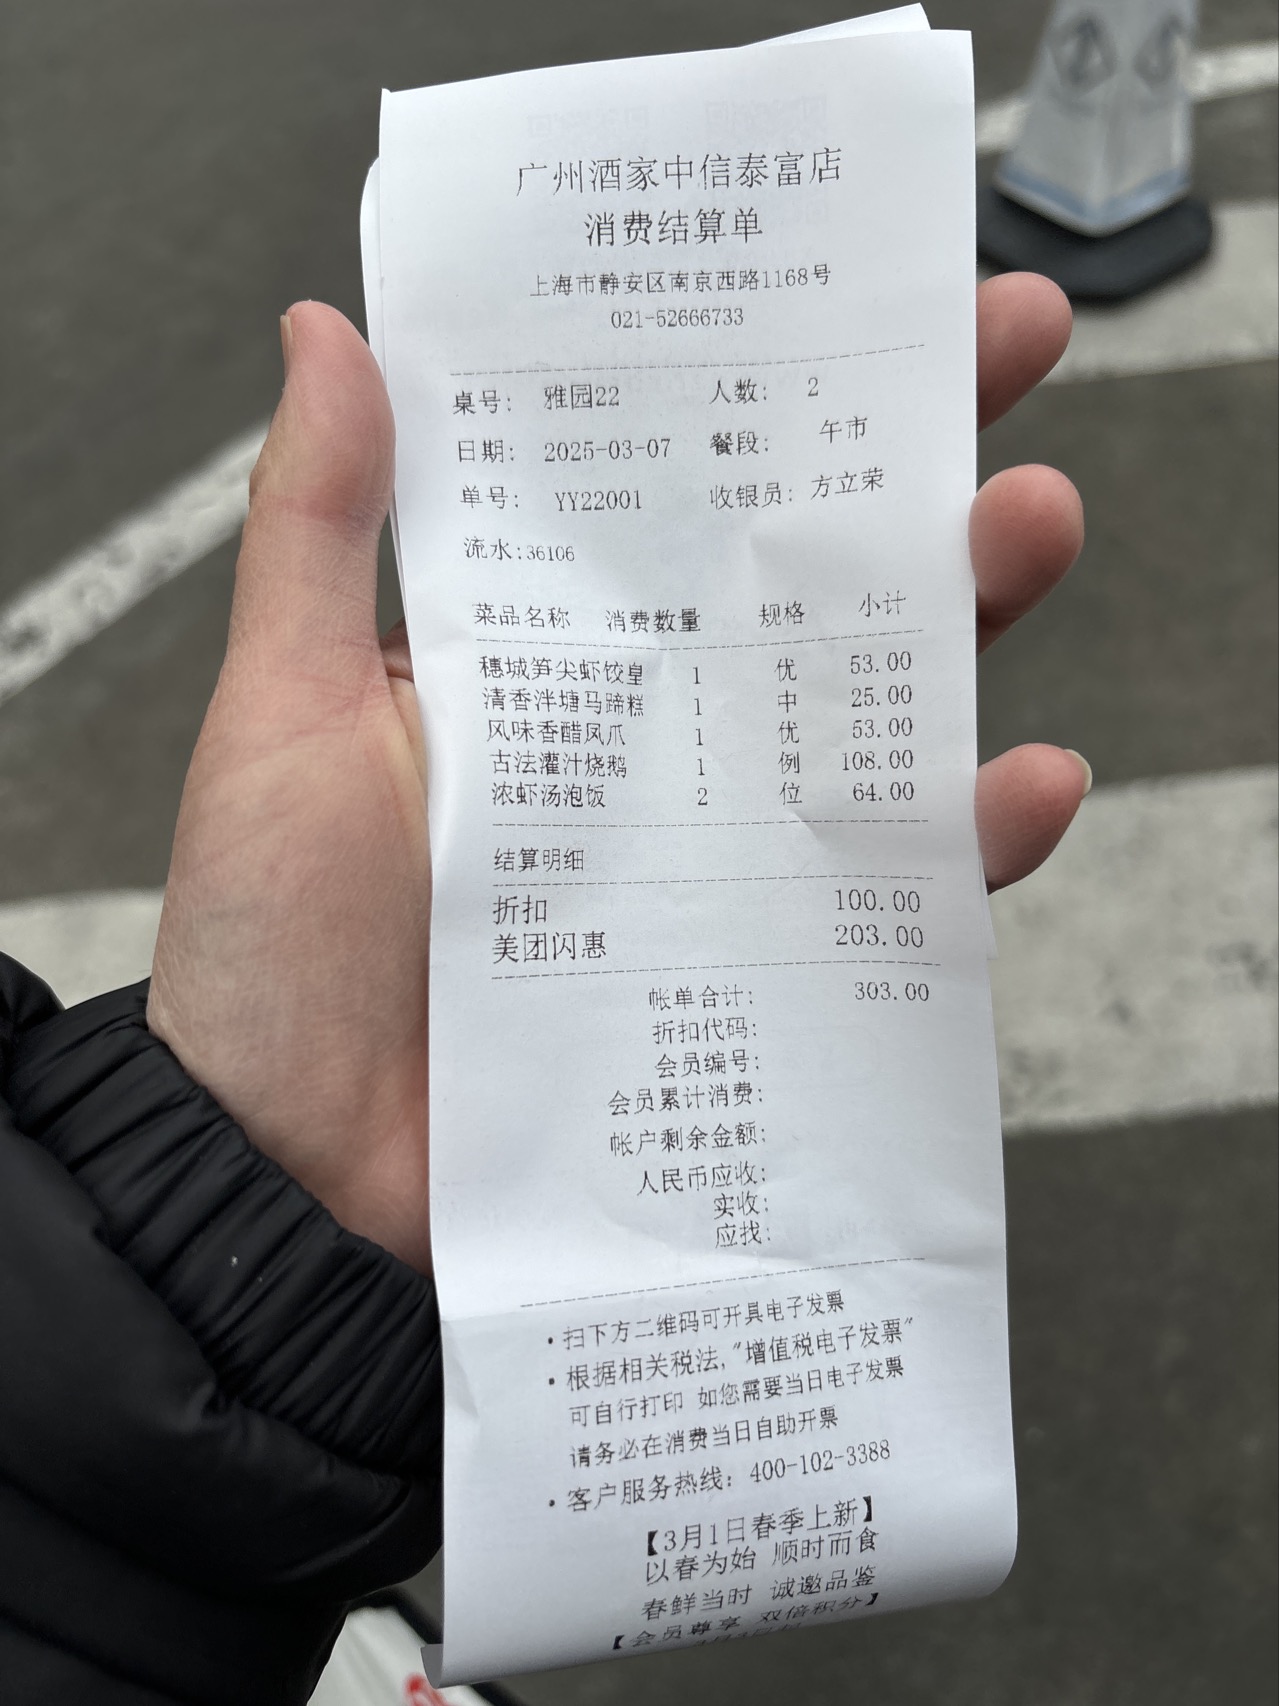 广州酒家中信泰富店
消费结算单
上海市静安区南京西路1168号
021-52666733
桌号: 雅园22 人数: 2
日期: 2025-03-07 餐段: 午市
单号: YY22001 收银员: 方立荣
流水:36106
菜品名称 消费数量 规格 小计
穗城笋尖虾饺皇 1 优 53.00
清香泮塘马蹄糕 1 中 25.00
风味香醋凤爪 1 优 53.00
古法灌汁烧鹅 1 例 108.00
浓虾汤泡饭 2 位 64.00
结算明细
折扣 100.00
美团闪惠 203.00
帐单合计: 303.00
折扣代码:
会员编号:
会员累计消费:
帐户剩余金额:
人民币应收:
实收:
应找:
·扫下方二维码可开具电子发票
·根据相关税法,"增值税电子发票"
可自行打印 如您需要当日电子发票
请务必在消费当日自助开票
·客户服务热线: 400-102-3388
【3月1日春季上新】
以春为始 顺时而食
春鲜当时 诚邀品鉴
【会员尊享 双倍积分】